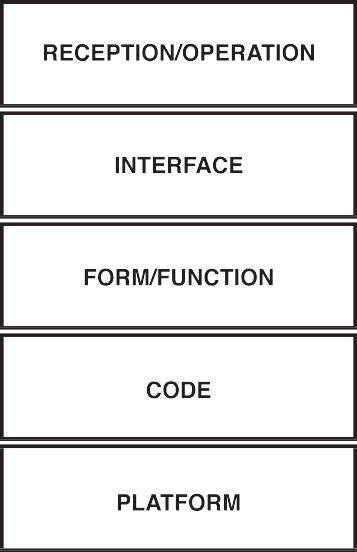 RECEPTION/OPERATION
INTERFACE
FORM/FUNCTION
CODE
PLATFORM